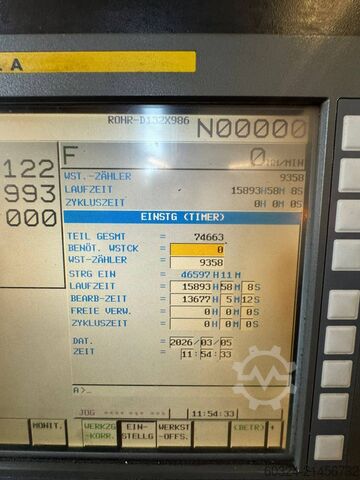 A
ROHR-D132X986
N00000
122
993
000
F 0 MM/MIN
WST.-ZÄHLER 9358
LAUFZEIT 15893H58M 8S
ZYKLUSZEIT 0H 0M 0S
EINSTG (TIMER)
TEIL GESMT = 74663
BENÖT. WSTCK = 0
WST-ZÄHLER = 9358
STRG EIN = 46597H11M
LAUFZEIT = 15893H58M 8S
BEARB-ZEIT = 13677H 5M12S
FREIE VERW. = 0H 0M 0S
ZYKLUSZEIT = 0H 0M 0S
DAT. = 2026/03/05
ZEIT = 11:54:33
A>
JOG **** *** *** 11:54:33
MONIT.
WERKZG-KORR.
EIN-STELLG
WERKST-OFFS.
(BETR)